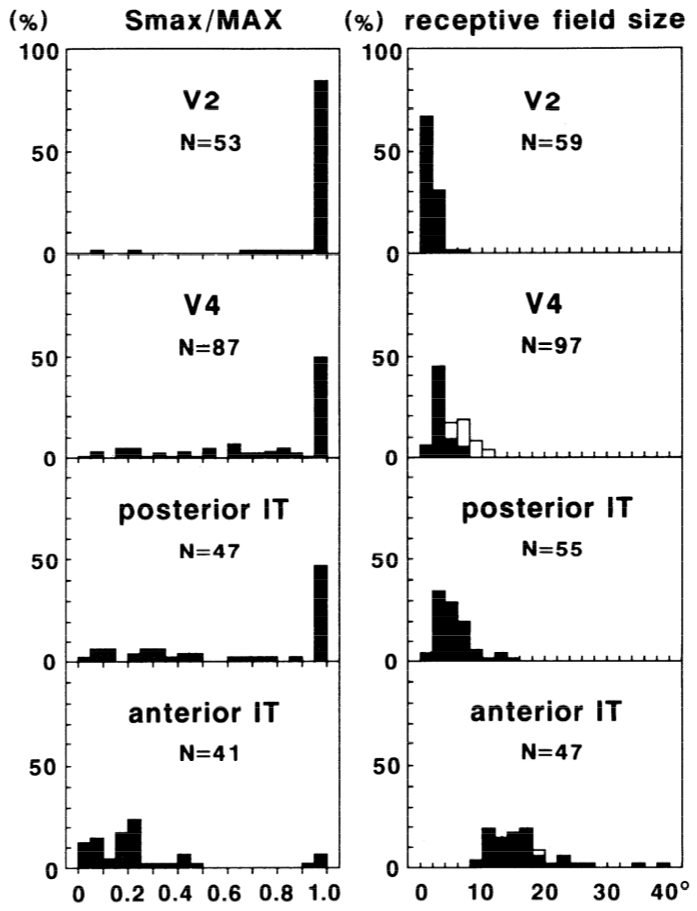 (%) Smax/MAX (%) receptive field size
100 100
V2 V2
N=53 N=59
50 50
0 0
V4 V4
N=87 N=97
50 50
0 0
posterior IT posterior IT
N=47 N=55
50 50
0 0
anterior IT anterior IT
N=41 N=47
50 50
0 0
0 0.2 0.4 0.6 0.8 1.0 0 10 20 30 40°